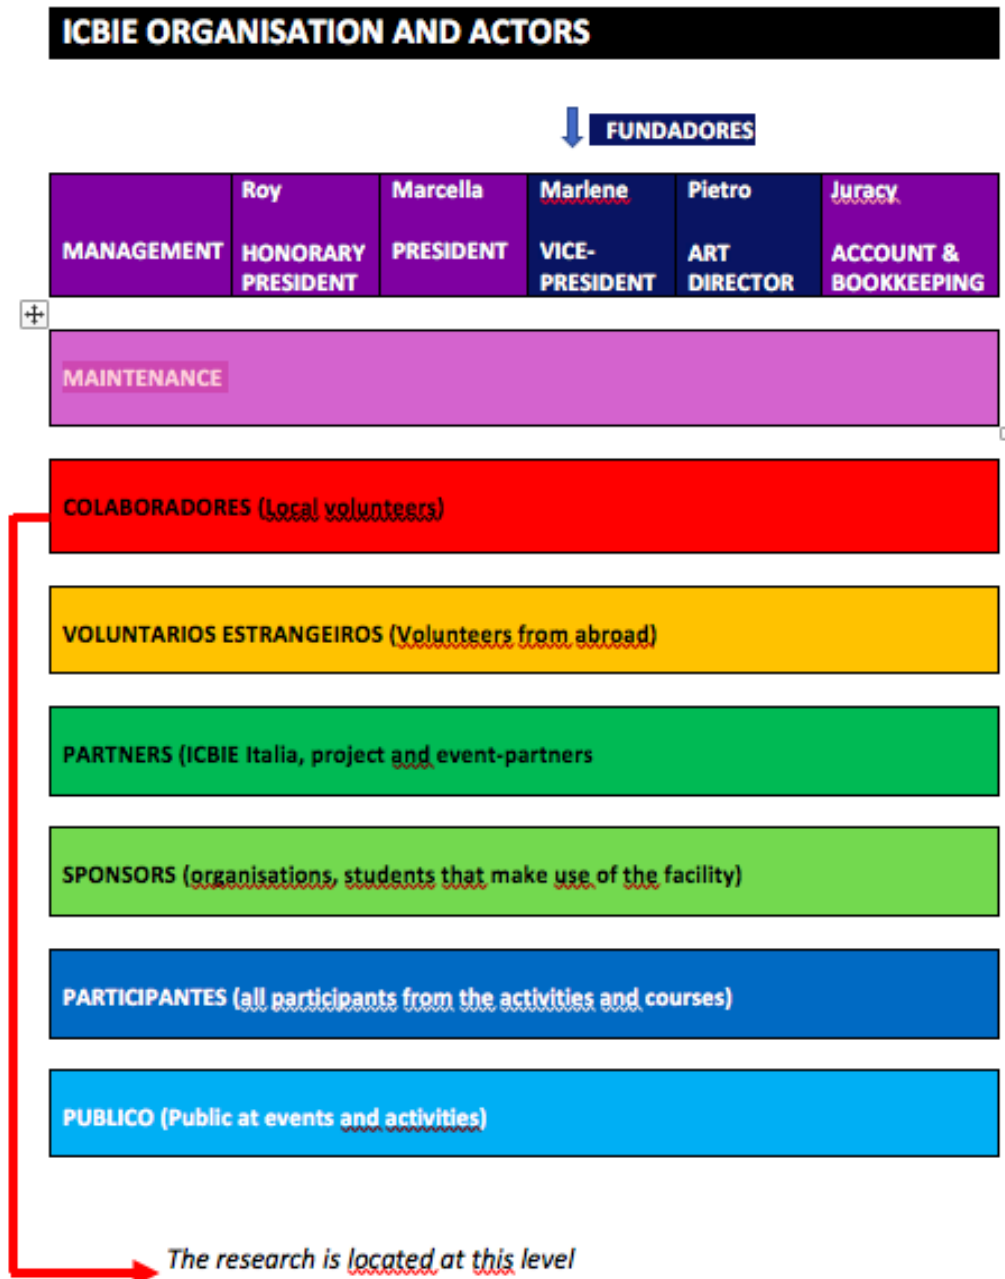 ICBIE ORGANISATION AND ACTORS
FUNDADORES
MANAGEMENT
Roy
HONORARY
PRESIDENT
Marcella
PRESIDENT
Marlene
VICE-
PRESIDENT
Pietro
ART
DIRECTOR
Juracy
ACCOUNT &
BOOKKEEPING
MAINTENANCE
COLABORADORES (Local volunteers)
VOLUNTARIOS ESTRANGEIROS (Volunteers from abroad)
PARTNERS (ICBIE Italia, project and event-partners
SPONSORS (organisations, students that make use of the facility)
PARTICIPANTES (all participants from the activities and courses)
PUBLICO (Public at events and activities)
The research is located at this level